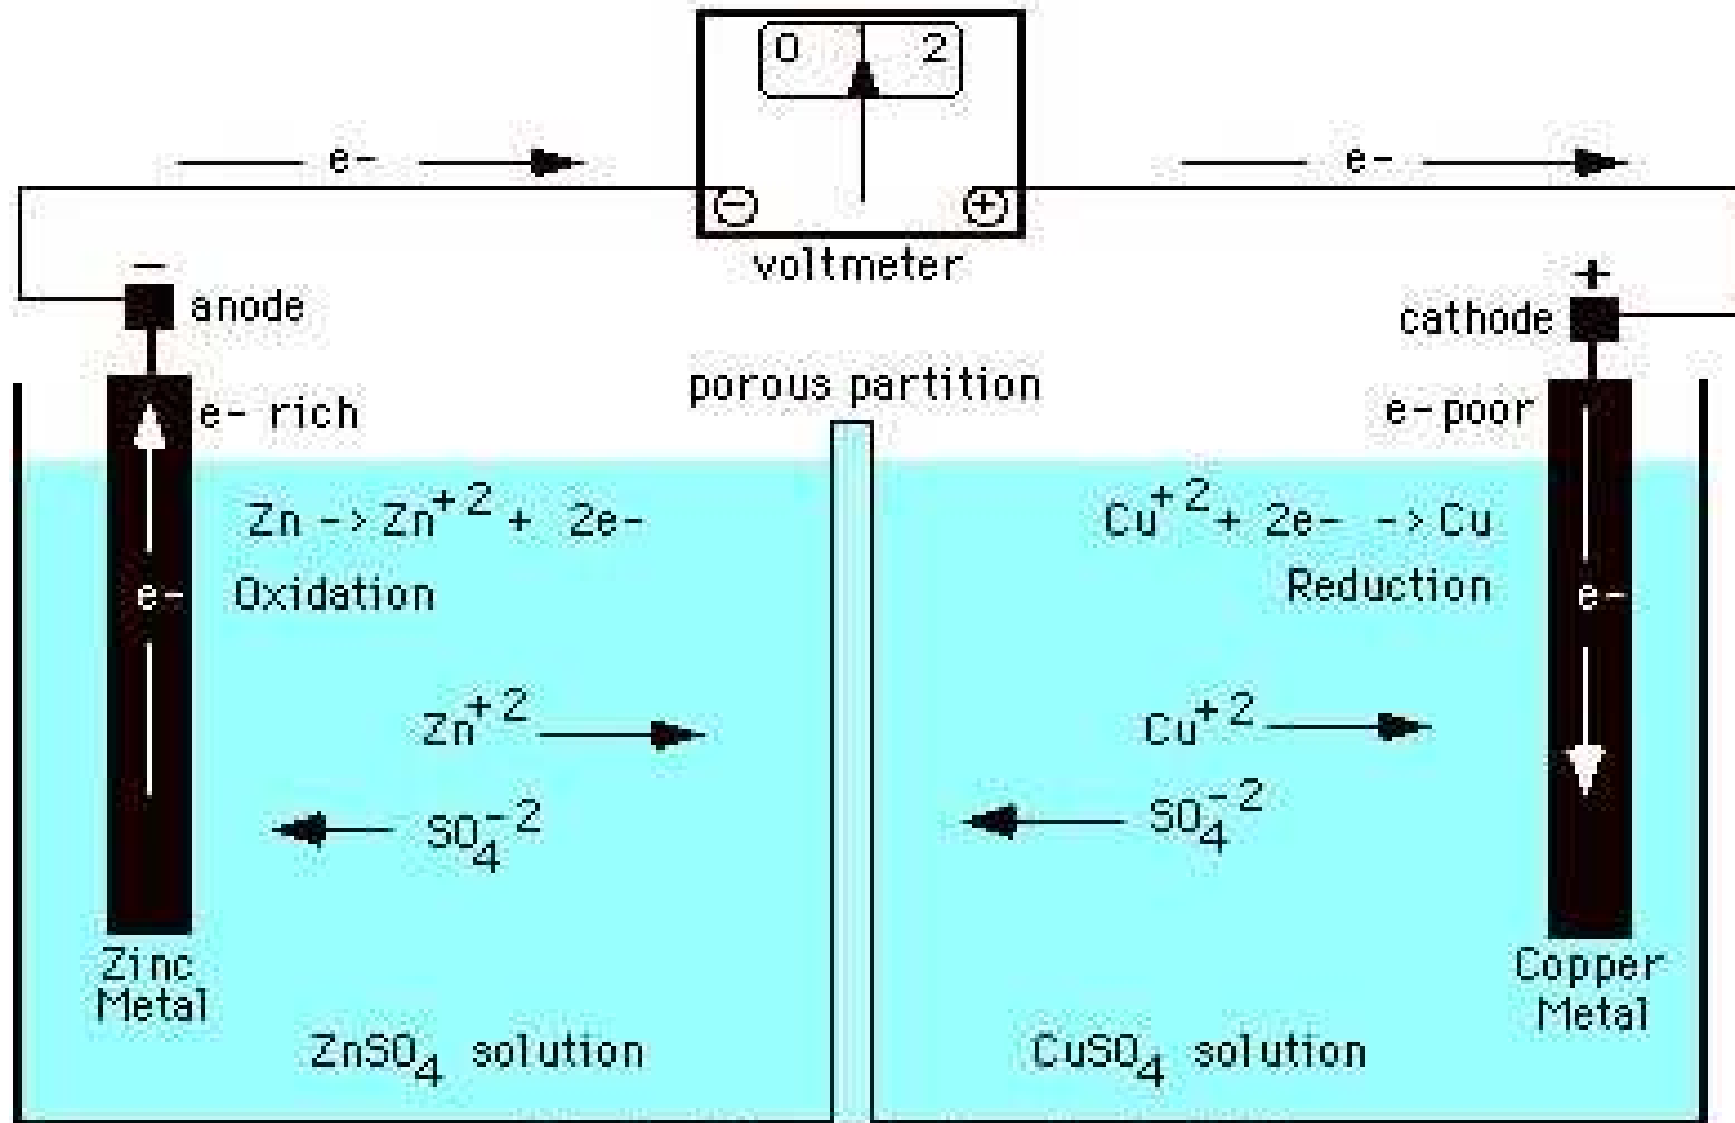 0 2
e- e-
− +
voltmeter
− +
anode cathode
porous partition
e- rich e-poor
Zn -> Zn+2 + 2e- Cu+2 + 2e- -> Cu
Oxidation Reduction
e- e-
Zn+2 Cu+2
SO4-2 SO4-2
Zinc Copper
Metal Metal
ZnSO4 solution CuSO4 solution